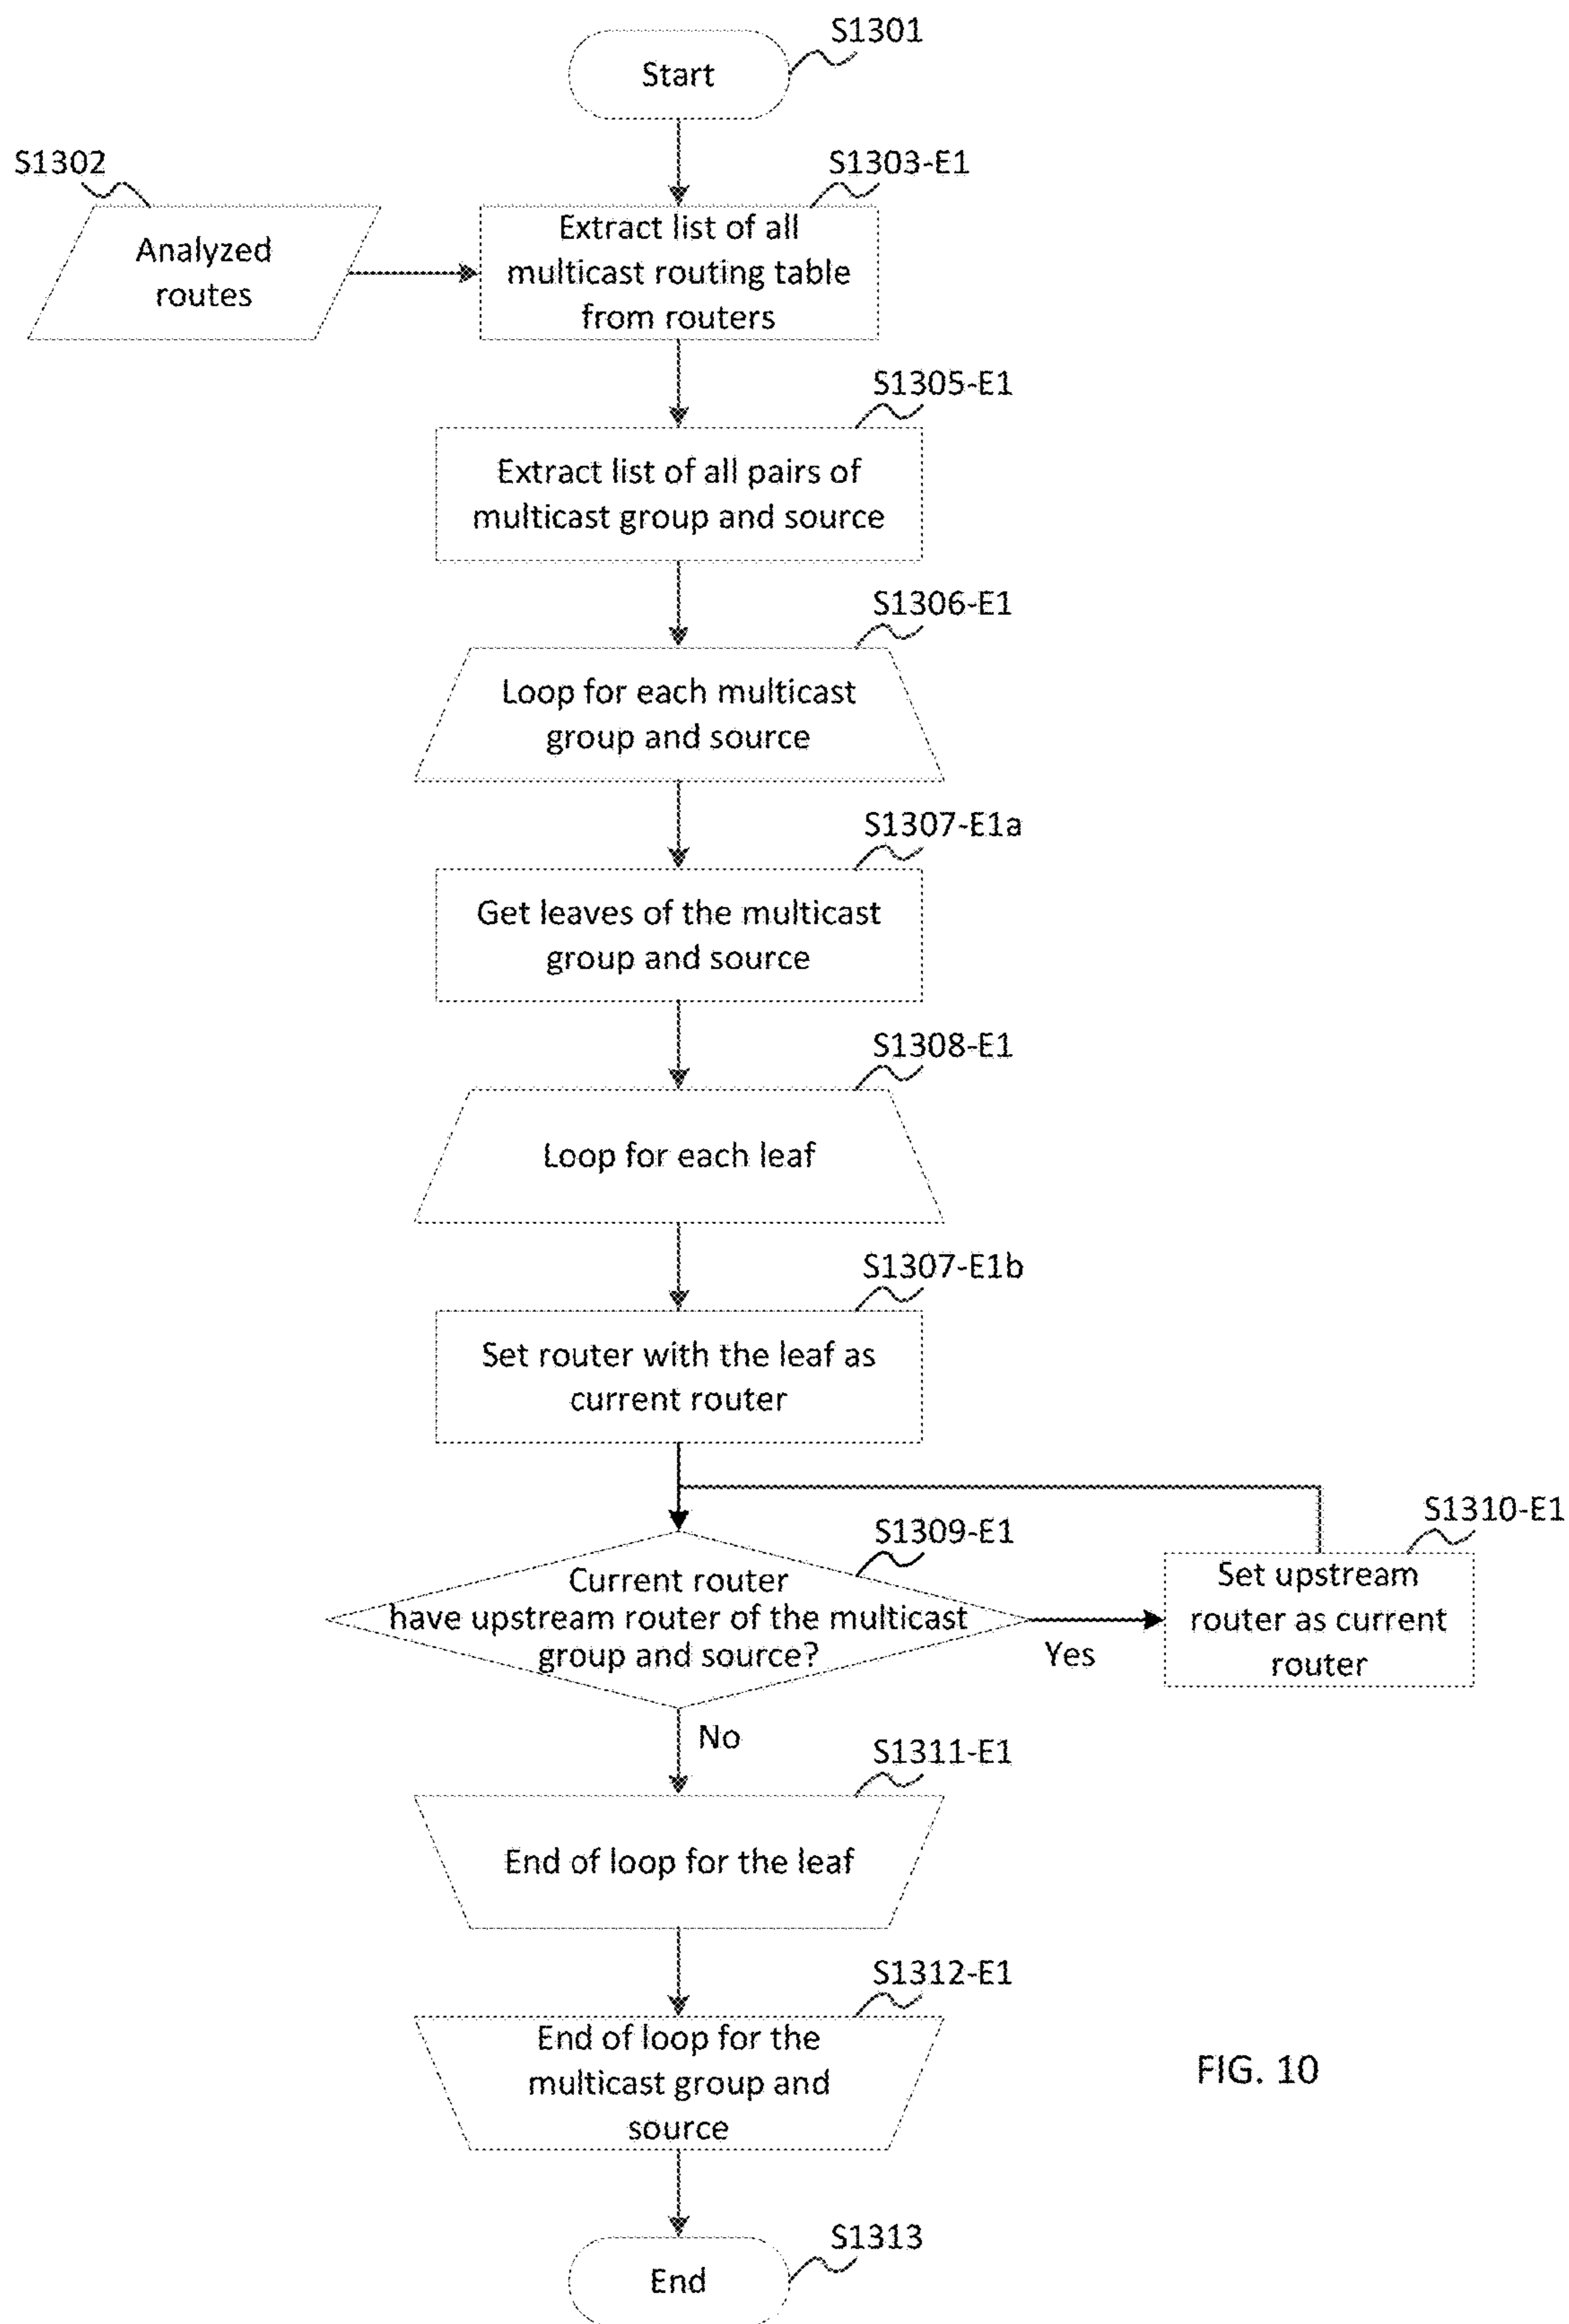 S1301
Start
S1302
S1303-E1
Analyzed
routes
Extract list of all
multicast routing table
from routers
S1305-E1
Extract list of all pairs of
multicast group and source
S1306-E1
Loop for each multicast
group and source
S1307-E1a
Get leaves of the multicast
group and source
S1308-E1
Loop for each leaf
S1307-E1b
Set router with the leaf as
current router
S1309-E1
Current router
have upstream router of the multicast
group and source?
Yes
S1310-E1
Set upstream
router as current
router
No
S1311-E1
End of loop for the leaf
S1312-E1
End of loop for the
multicast group and
source
FIG. 10
S1313
End